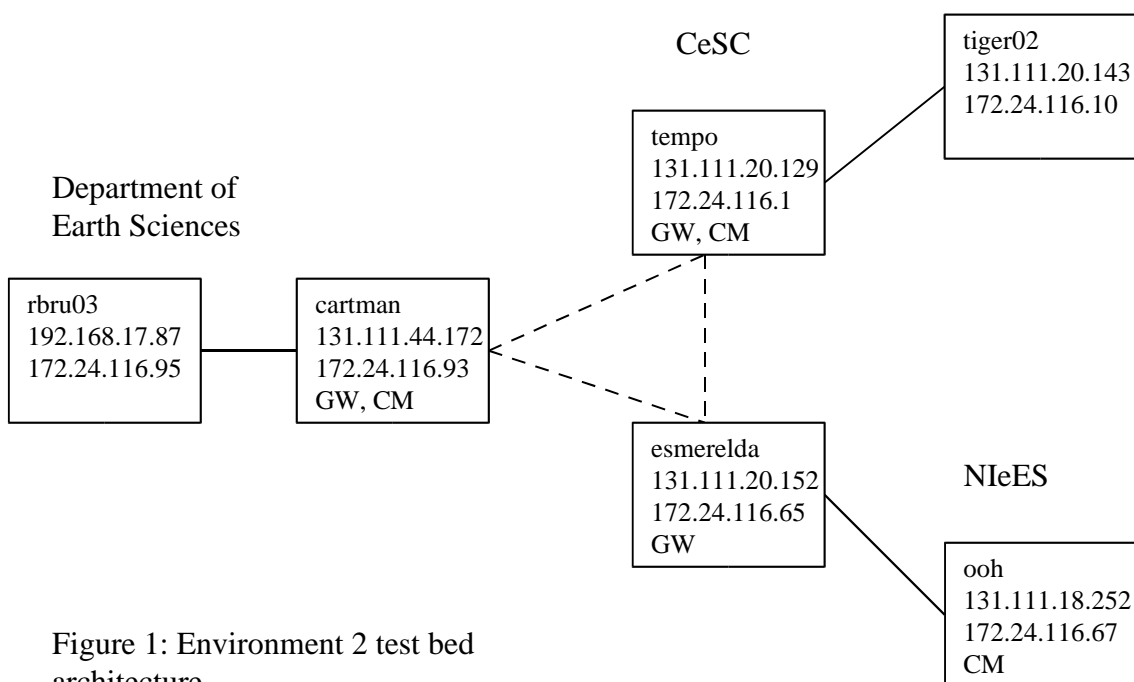 CeSC
tiger02
131.111.20.143
172.24.116.10
tempo
131.111.20.129
172.24.116.1
GW, CM
Department of
Earth Sciences
rbru03
192.168.17.87
172.24.116.95
cartman
131.111.44.172
172.24.116.93
GW, CM
esmerelda
131.111.20.152
172.24.116.65
GW
NIeES
ooh
131.111.18.252
172.24.116.67
CM
Figure 1: Environment 2 test bed
architecture